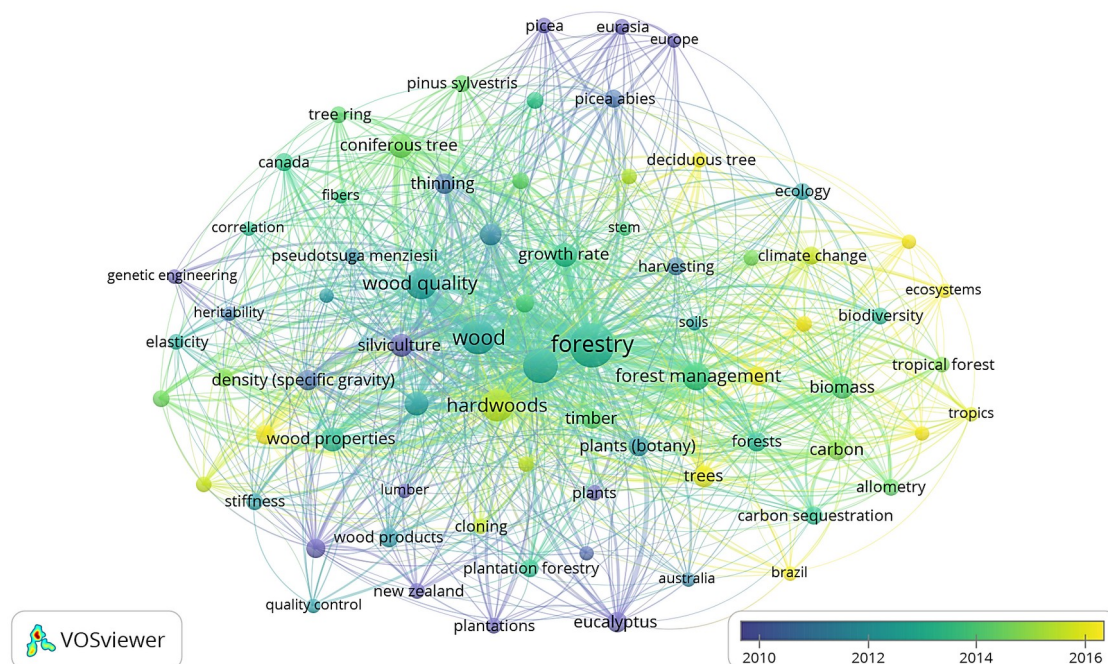 picea
eurasia
europe
pinus sylvestris
picea abies
tree ring
coniferous tree
canada
deciduous tree
thinning
ecology
fibers
correlation
stem
pseudotsuga menziesii
growth rate
climate change
harvesting
genetic engineering
wood quality
ecosystems
heritability
biodiversity
soils
elasticity
silviculture
wood
forestry
tropical forest
density (specific gravity)
forest management
biomass
hardwoods
tropics
timber
wood properties
plants (botany)
forests
carbon
trees
allometry
lumber
plants
stiffness
carbon sequestration
cloning
wood products
plantation forestry
brazil
australia
new zealand
quality control
plantations
eucalyptus
VOSviewer
2010
2012
2014
2016